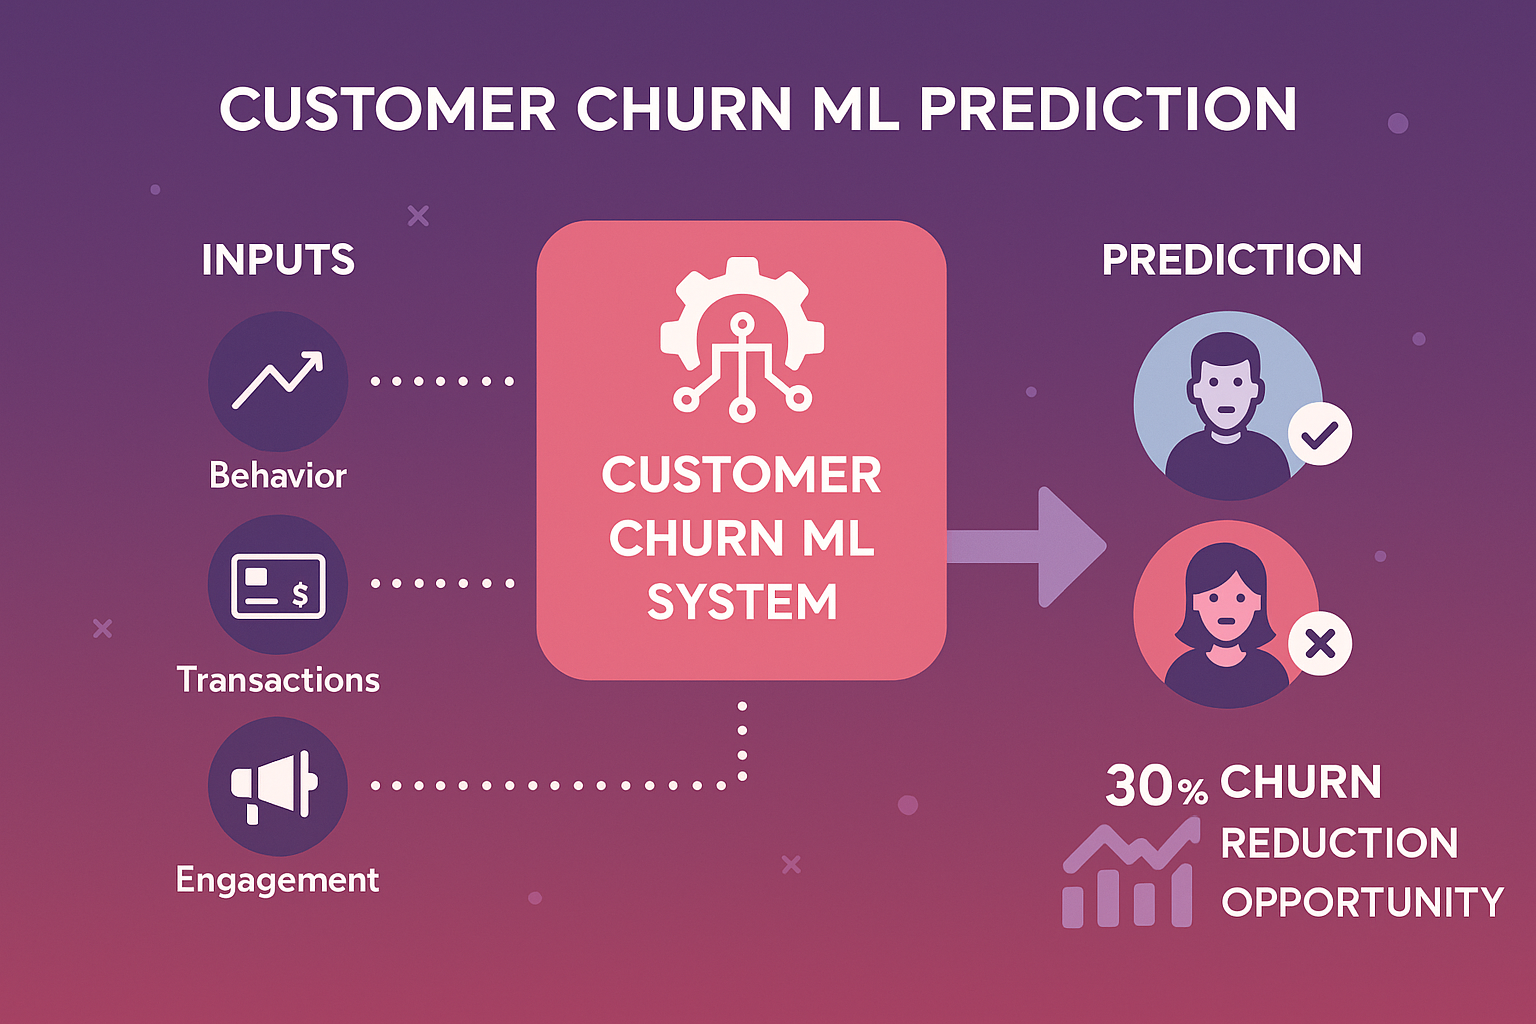 CUSTOMER CHURN ML PREDICTION
INPUTS
Behavior
$
Transactions
Engagement
CUSTOMER
CHURN ML
SYSTEM
PREDICTION
30% CHURN
REDUCTION
OPPORTUNITY